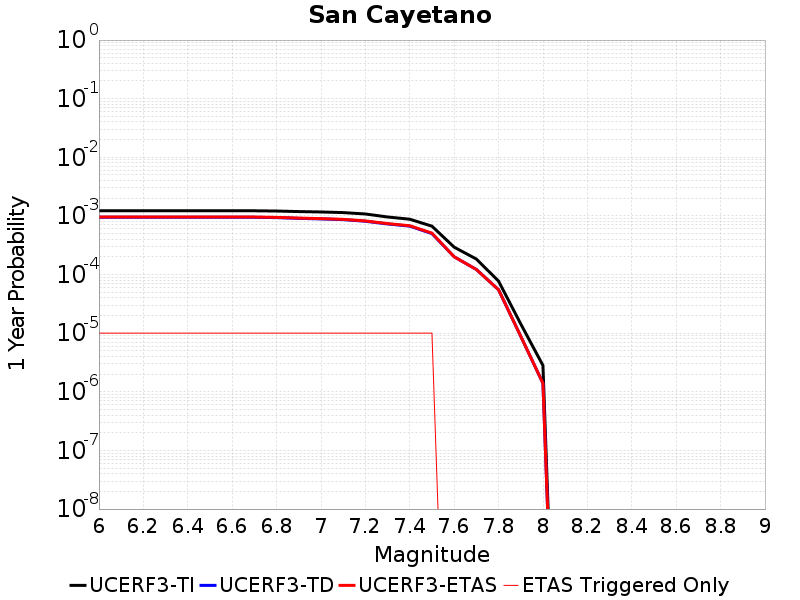 San Cayetano
1 Year Probability
10^0
10^-1
10^-2
10^-3
10^-4
10^-5
10^-6
10^-7
10^-8
6 6.2 6.4 6.6 6.8 7 7.2 7.4 7.6 7.8 8 8.2 8.4 8.6 8.8 9
Magnitude
UCERF3-TI UCERF3-TD UCERF3-ETAS ETAS Triggered Only